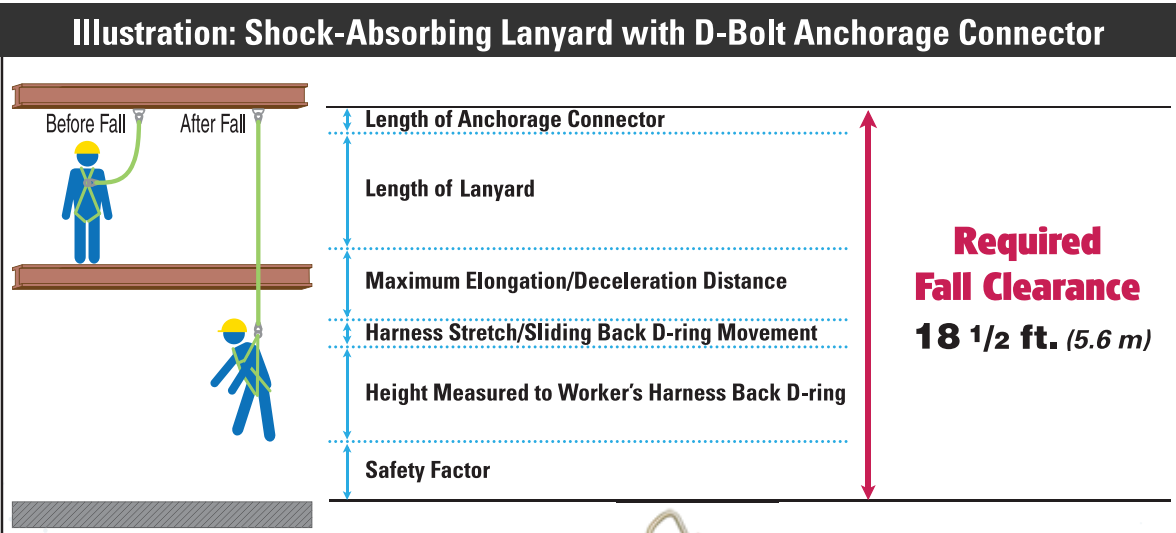 Illustration: Shock-Absorbing Lanyard with D-Bolt Anchorage Connector
Before Fall
After Fall
Length of Anchorage Connector
Length of Lanyard
Maximum Elongation/Deceleration Distance
Harness Stretch/Sliding Back D-ring Movement
Height Measured to Worker's Harness Back D-ring
Safety Factor
Required
Fall Clearance
18 1/2 ft. (5.6 m)